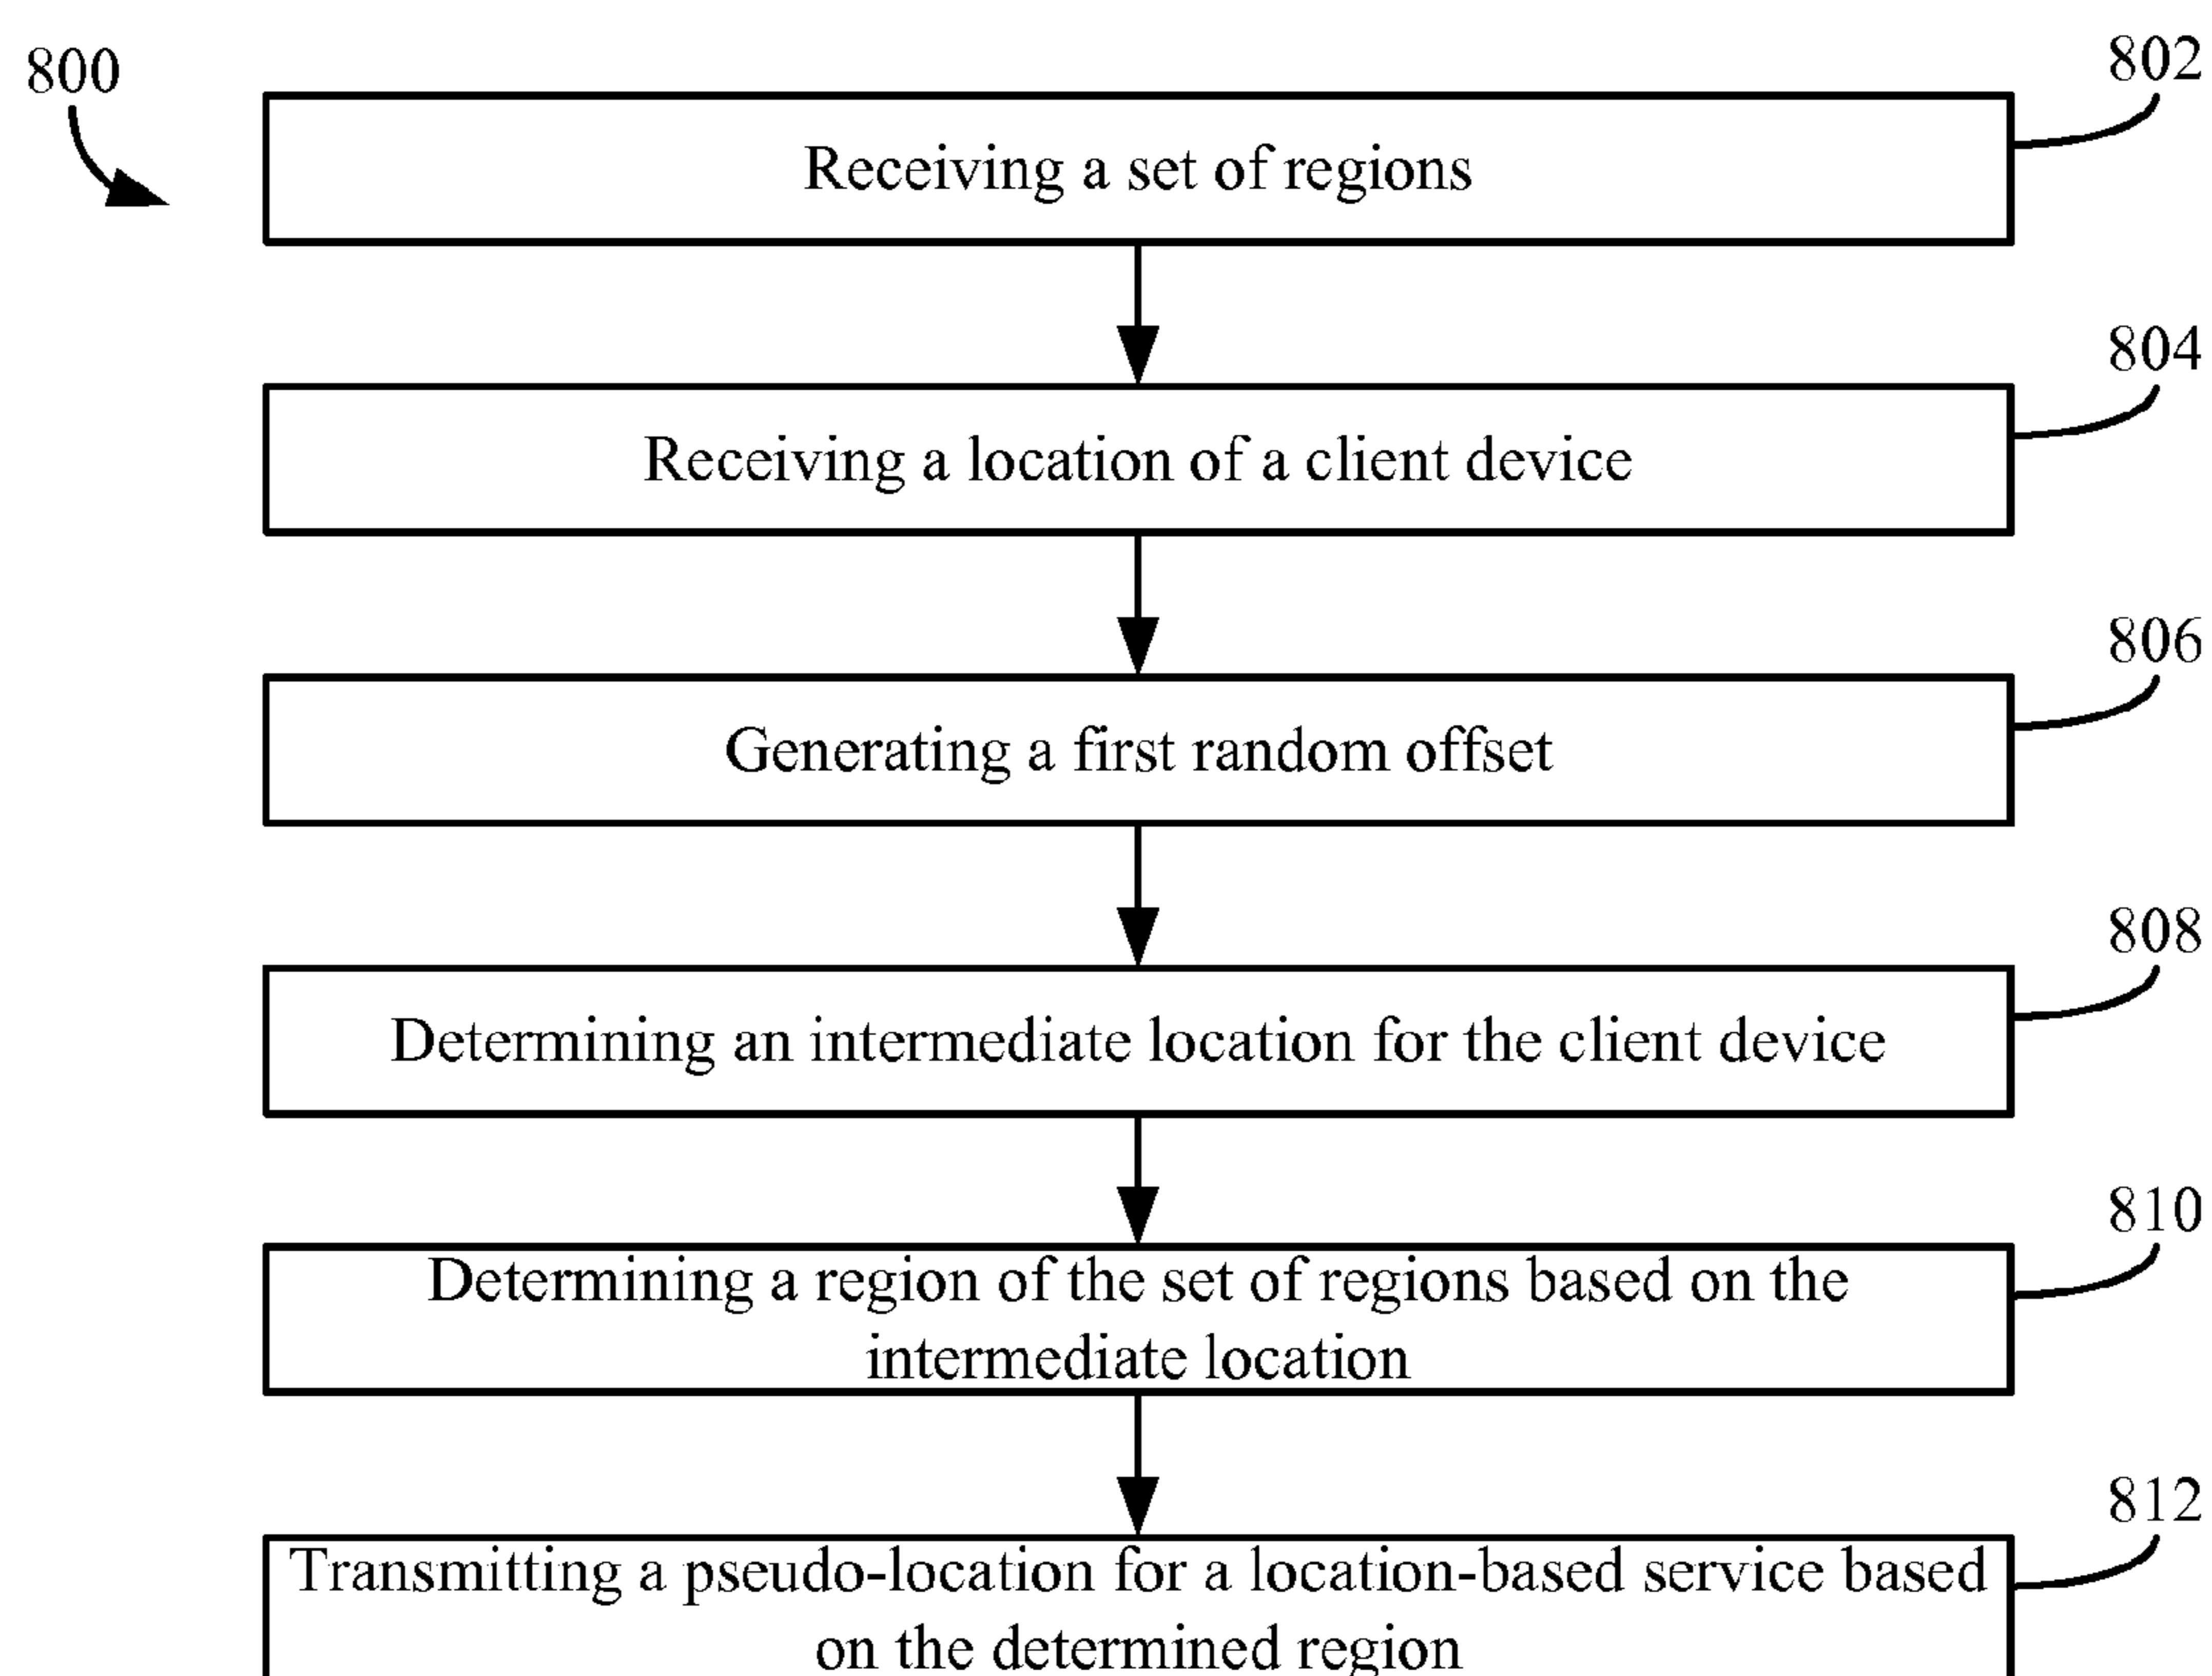 800
802
Receiving a set of regions
804
Receiving a location of a client device
806
Generating a first random offset
808
Determining an intermediate location for the client device
810
Determining a region of the set of regions based on the
intermediate location
812
Transmitting a pseudo-location for a location-based service based
on the determined region